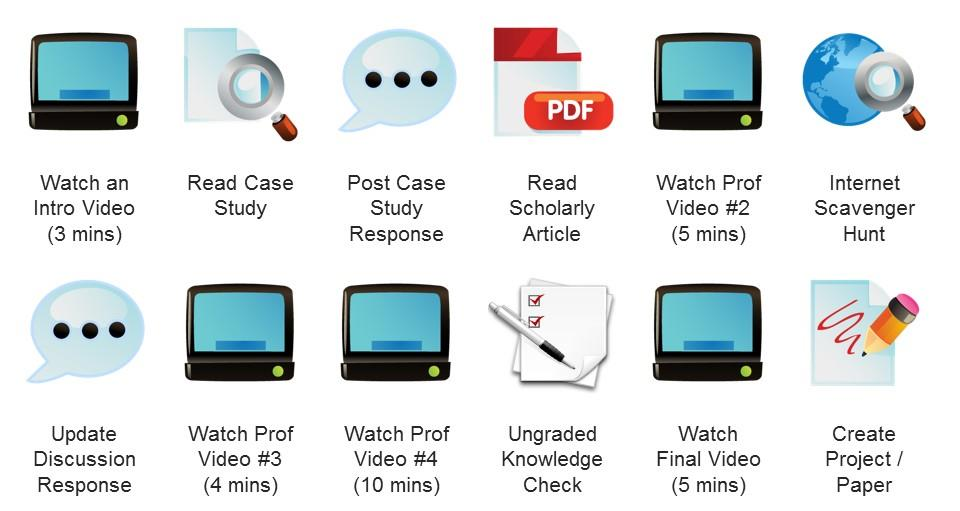 PDF
Watch an
Intro Video
(3 mins)
Read Case
Study
Post Case
Study
Response
Read
Scholarly
Article
Watch Prof
Video #2
(5 mins)
Internet
Scavenger
Hunt
Update
Discussion
Response
Watch Prof
Video #3
(4 mins)
Watch Prof
Video #4
(10 mins)
Ungraded
Knowledge
Check
Watch
Final Video
(5 mins)
Create
Project /
Paper